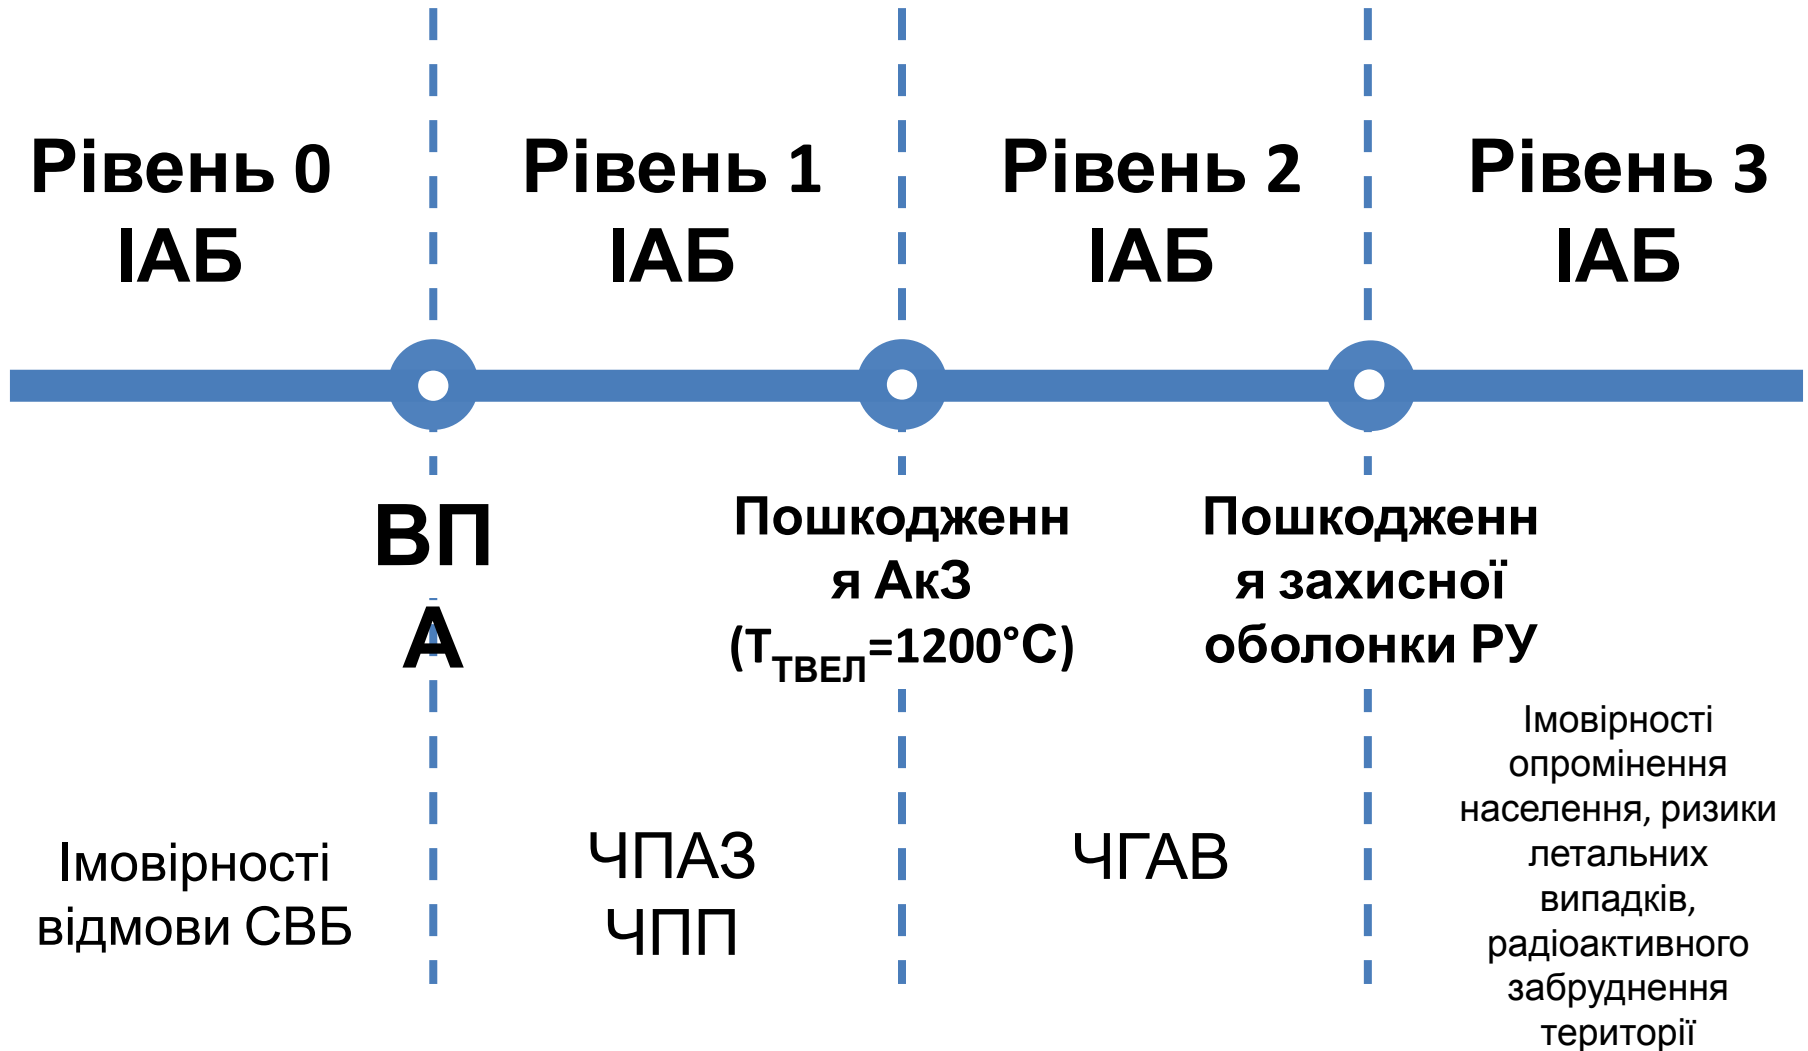 Рівень 0
ІАБ
Рівень 1
ІАБ
Рівень 2
ІАБ
Рівень 3
ІАБ
ВП
А
Пошкодженн
я АкЗ
(Т_ТВЕЛ=1200°С)
Пошкодженн
я захисної
оболонки РУ
Імовірності
відмови СВБ
ЧПАЗ
ЧПП
ЧГАВ
Імовірності
опромінення
населення, ризики
летальних
випадків,
радіоактивного
забруднення
території